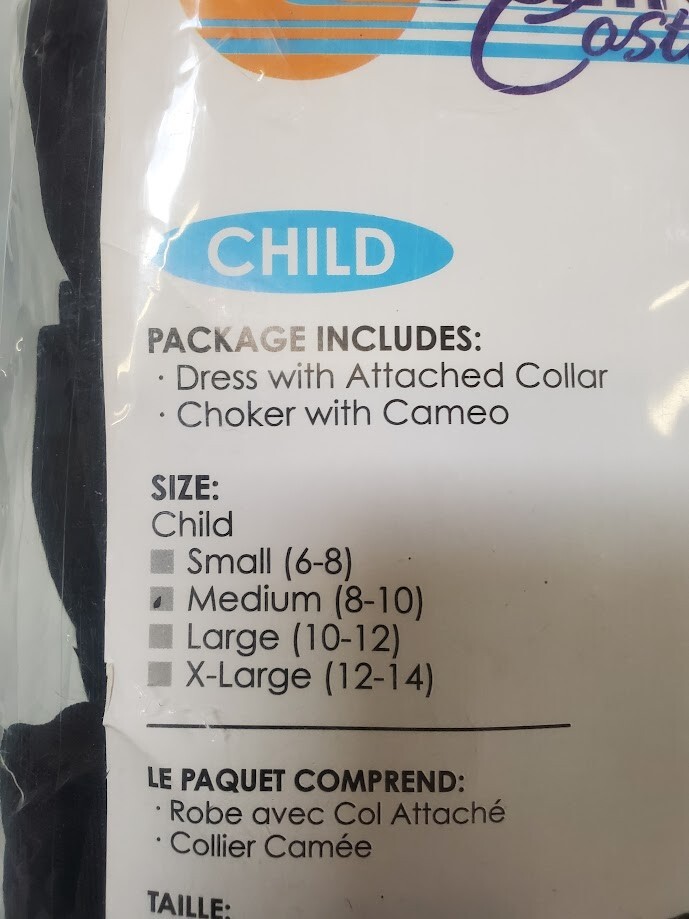 CHILD
PACKAGE INCLUDES:
· Dress with Attached Collar
· Choker with Cameo
SIZE:
Child
Small (6-8)
Medium (8-10)
Large (10-12)
X-Large (12-14)
LE PAQUET COMPREND:
· Robe avec Col Attaché
· Collier Camée
TAILLE: